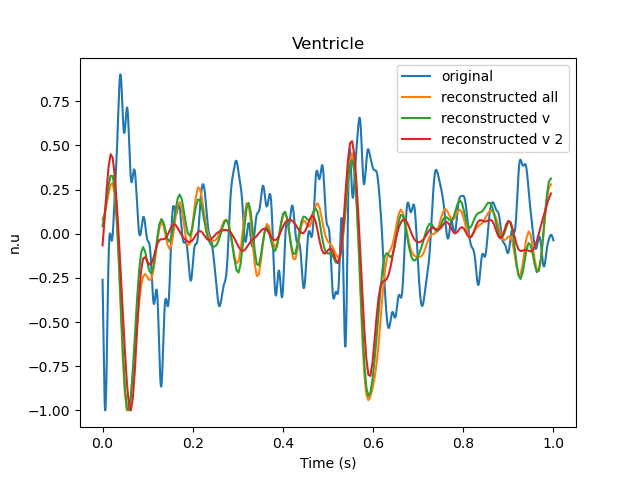 Ventricle
original
reconstructed all
reconstructed v
reconstructed v 2
n.u
0.75
0.50
0.25
0.00
−0.25
−0.50
−0.75
−1.00
0.0 0.2 0.4 0.6 0.8 1.0
Time (s)